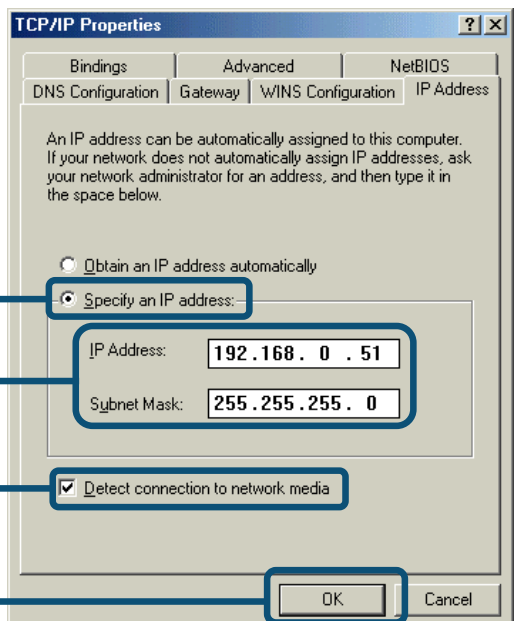 TCP/IP Properties ? X
Bindings Advanced NetBIOS
DNS Configuration Gateway WINS Configuration IP Address
An IP address can be automatically assigned to this computer.
If your network does not automatically assign IP addresses, ask
your network administrator for an address, and then type it in
the space below.
Obtain an IP address automatically
Specify an IP address:
IP Address: 192.168. 0 .51
Subnet Mask: 255.255.255. 0
Detect connection to network media
OK Cancel